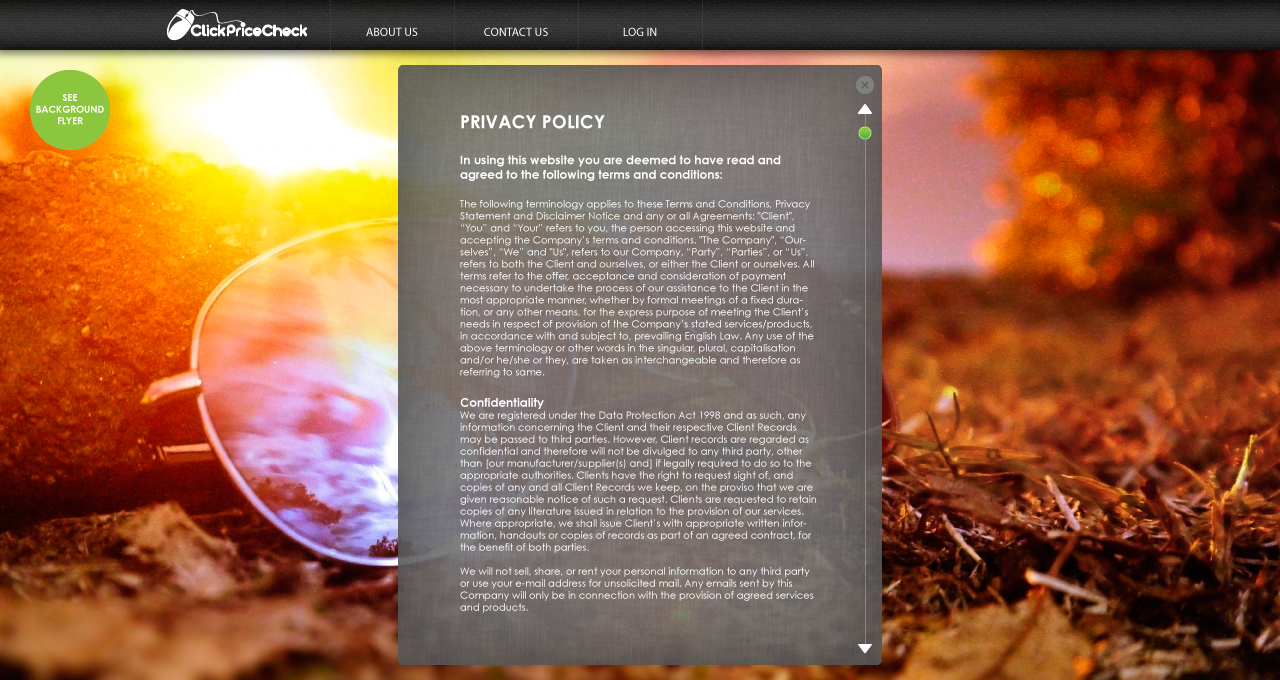 ClickPriceCheck
ABOUT US
CONTACT US
LOG IN
SEE
BACKGROUND
FLYER
PRIVACY POLICY
In using this website you are deemed to have read and
agreed to the following terms and conditions:
The following terminology applies to these Terms and Conditions, Privacy
Statement and Disclaimer Notice and any or all Agreements: "Client",
“You” and “Your” refers to you, the person accessing this website and
accepting the Company’s terms and conditions. "The Company", “Our-
selves”, “We” and "Us", refers to our Company. “Party”, “Parties”, or “Us”,
refers to both the Client and ourselves, or either the Client or ourselves. All
terms refer to the offer, acceptance and consideration of payment
necessary to undertake the process of our assistance to the Client in the
most appropriate manner, whether by formal meetings of a fixed dura-
tion, or any other means, for the express purpose of meeting the Client’s
needs in respect of provision of the Company’s stated services/products,
in accordance with and subject to, prevailing English Law. Any use of the
above terminology or other words in the singular, plural, capitalisation
and/or he/she or they, are taken as interchangeable and therefore as
referring to same.
Confidentiality
We are registered under the Data Protection Act 1998 and as such, any
information concerning the Client and their respective Client Records
may be passed to third parties. However, Client records are regarded as
confidential and therefore will not be divulged to any third party, other
than [our manufacturer/supplier(s) and] if legally required to do so to the
appropriate authorities. Clients have the right to request sight of, and
copies of any and all Client Records we keep, on the proviso that we are
given reasonable notice of such a request. Clients are requested to retain
copies of any literature issued in relation to the provision of our services.
Where appropriate, we shall issue Client’s with appropriate written infor-
mation, handouts or copies of records as part of an agreed contract, for
the benefit of both parties.
We will not sell, share, or rent your personal information to any third party
or use your e-mail address for unsolicited mail. Any emails sent by this
Company will only be in connection with the provision of agreed services
and products.